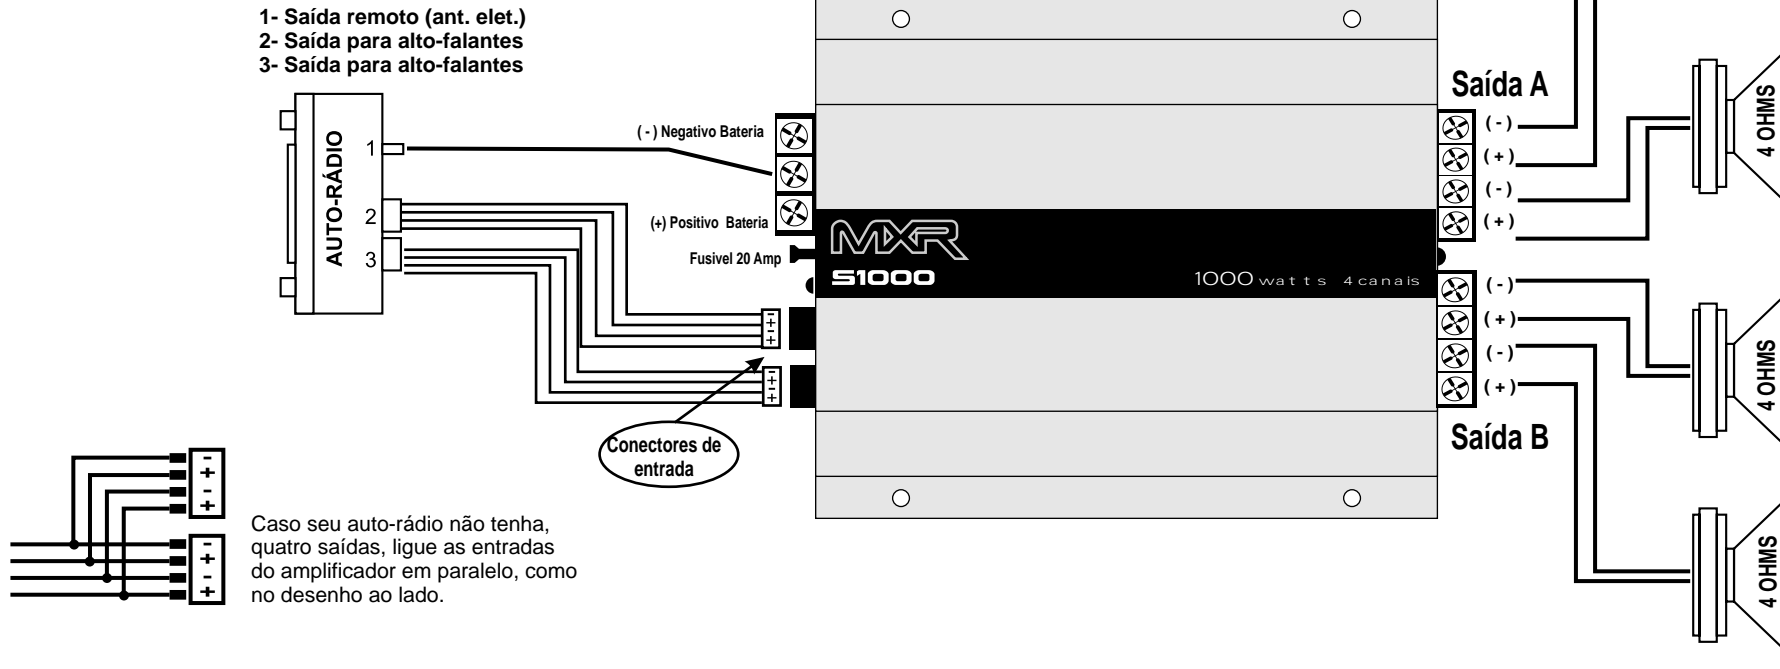 1- Saída remoto (ant. elet.)
2- Saída para alto-falantes
3- Saída para alto-falantes
AUTO-RÁDIO
1
2
3
( - ) Negativo Bateria
(+) Positivo Bateria
Fusivel 20 Amp
MXR
S1000
1000 watts 4 canais
-
+
-
+
-
+
-
+
Conectores de
entrada
Saída A
( - )
( + )
( - )
( + )
( - )
( + )
( - )
( + )
Saída B
4 OHMS
4 OHMS
4 OHMS
-
+
-
+
-
+
-
+
Caso seu auto-rádio não tenha,
quatro saídas, ligue as entradas
do amplificador em paralelo, como
no desenho ao lado.